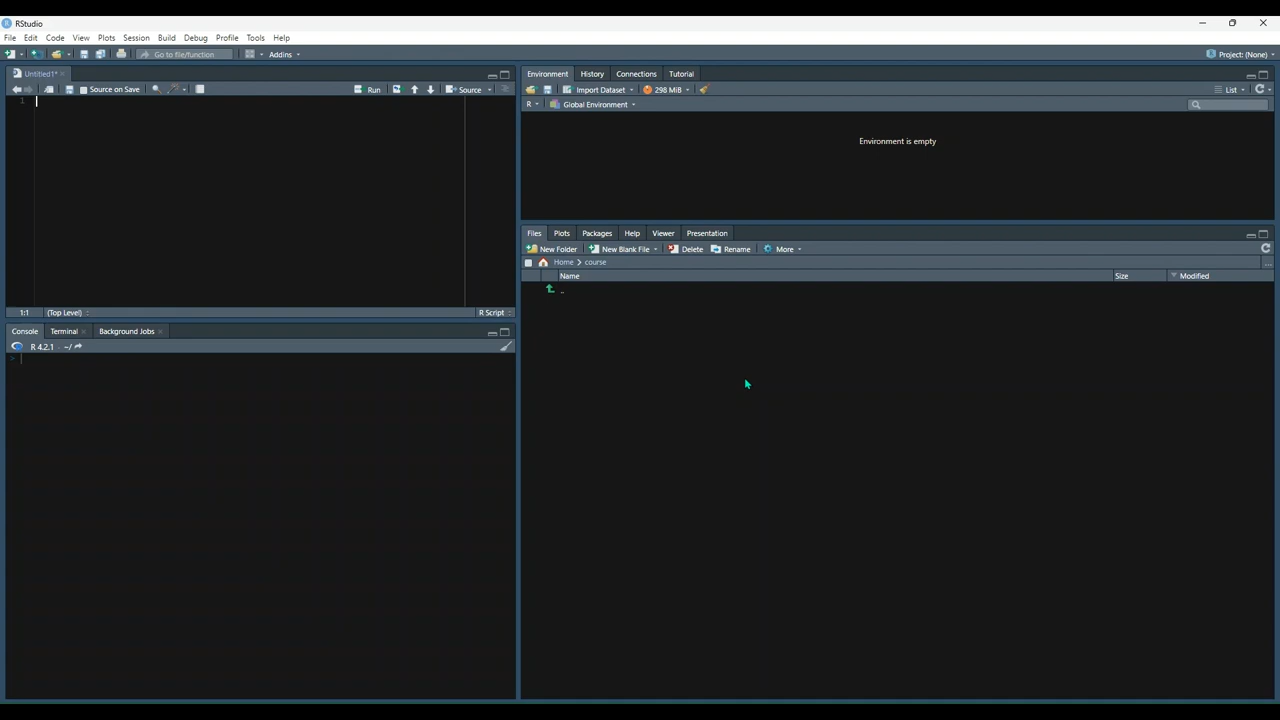 RStudio
File Edit Code View Plots Session Build Debug Profile Tools Help
Go to file/function Addins Project: (None)
Untitled1*
Source on Save Run Source
1
1:1 (Top Level) R Script
Console Terminal Background Jobs
R 4.2.1 · ~/
>
Environment History Connections Tutorial
Import Dataset 298 MiB List
R Global Environment
Environment is empty
Files Plots Packages Help Viewer Presentation
New Folder New Blank File Delete Rename More
Home > course ...
Name Size Modified
..